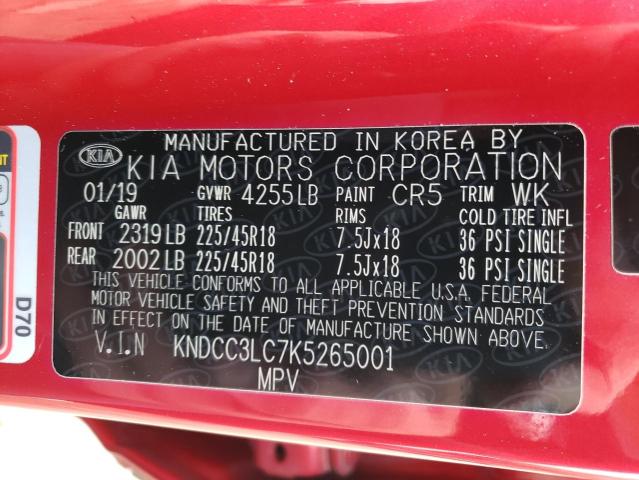 MANUFACTURED IN KOREA BY
KIA KIA MOTORS CORPORATION
01/19 GVWR 4255LB PAINT CR5 TRIM WK
GAWR TIRES RIMS COLD TIRE INFL
FRONT 2319LB 225/45R18 7.5Jx18 36 PSI SINGLE
REAR 2002LB 225/45R18 7.5Jx18 36 PSI SINGLE
THIS VEHICLE CONFORMS TO ALL APPLICABLE U.S.A. FEDERAL
MOTOR VEHICLE SAFETY AND THEFT PREVENTION STANDARDS
IN EFFECT ON THE DATE OF MANUFACTURE SHOWN ABOVE.
V.I.N KNDCC3LC7K5265001
MPV
D70